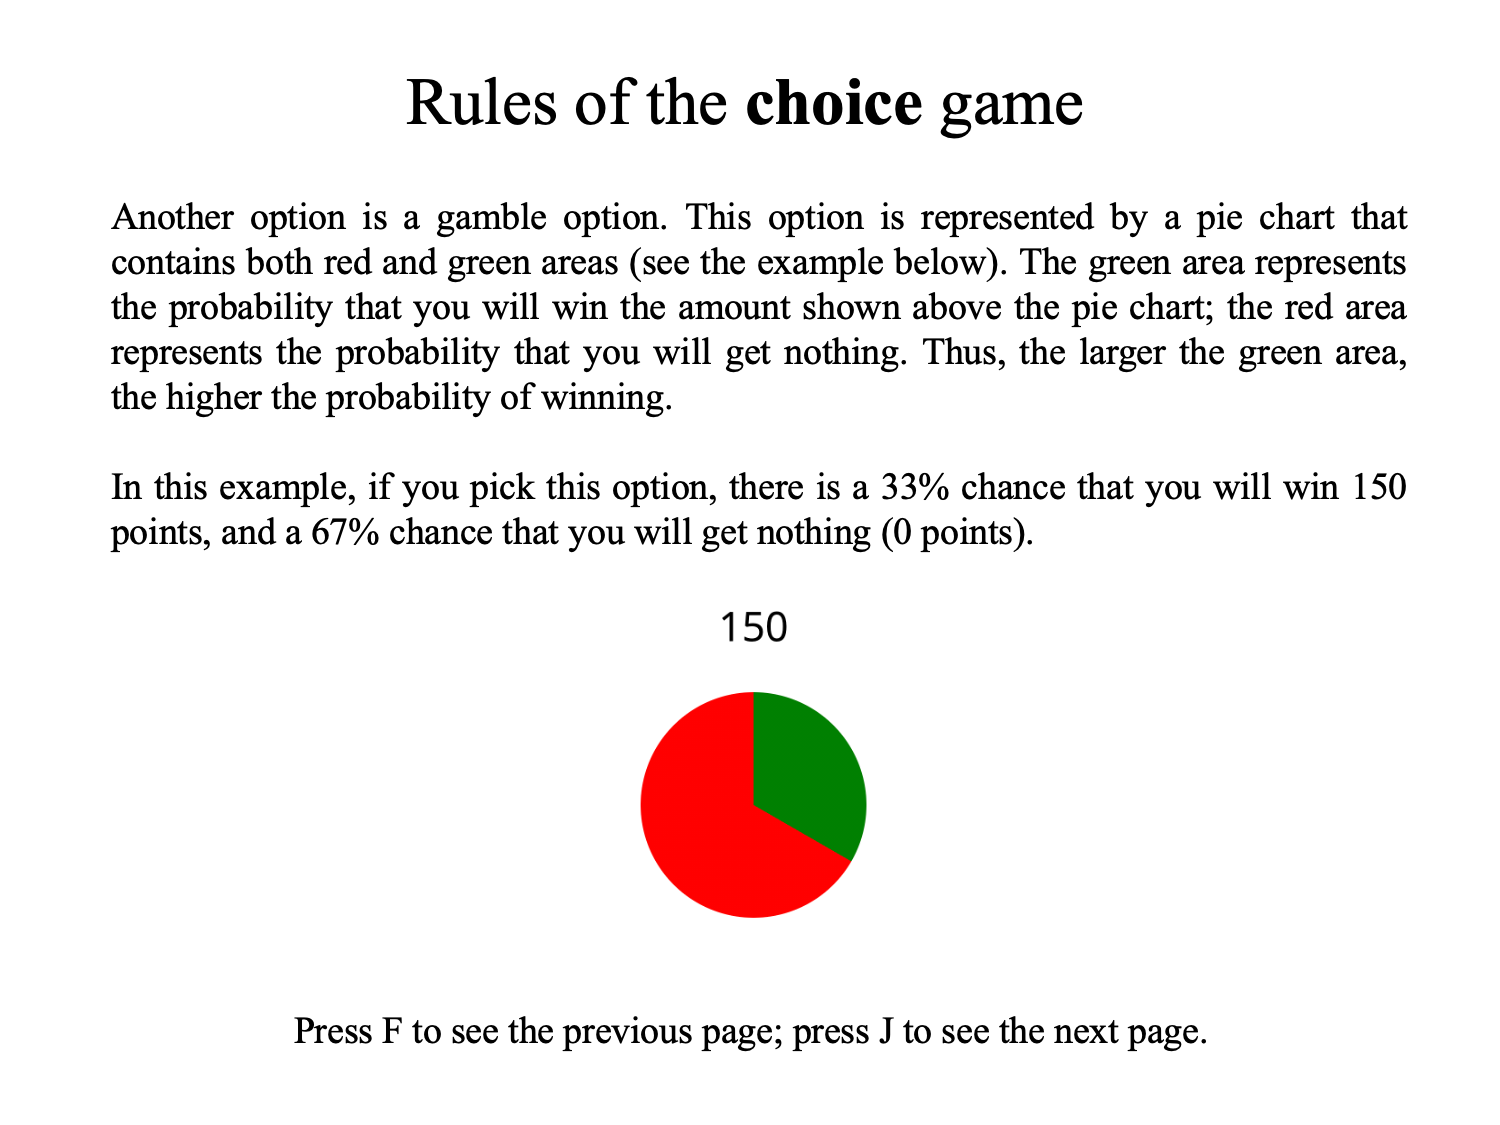 Rules of the choice game
Another option is a gamble option. This option is represented by a pie chart that
contains both red and green areas (see the example below). The green area represents
the probability that you will win the amount shown above the pie chart; the red area
represents the probability that you will get nothing. Thus, the larger the green area,
the higher the probability of winning.
In this example, if you pick this option, there is a 33% chance that you will win 150
points, and a 67% chance that you will get nothing (0 points).
150
Press F to see the previous page; press J to see the next page.